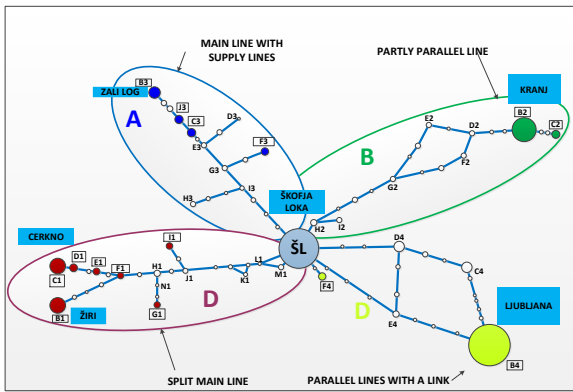 MAIN LINE WITH
SUPPLY LINES
PARTLY PARALLEL LINE
B3
ZALI LOG
KRANJ
J3
C3
D3
A
E3
F3
G3
H3
I3
E2
D2
B2
C2
F2
B
G2
ŠKOFJA
LOKA
H2
I2
CERKNO
I1
ŠL
D4
D1
E1
C1
F1
H1
J1
L1
K1
M1
N1
F4
C4
ŽIRI
B1
G1
D
D
E4
LJUBLJANA
B4
SPLIT MAIN LINE
PARALLEL LINES WITH A LINK